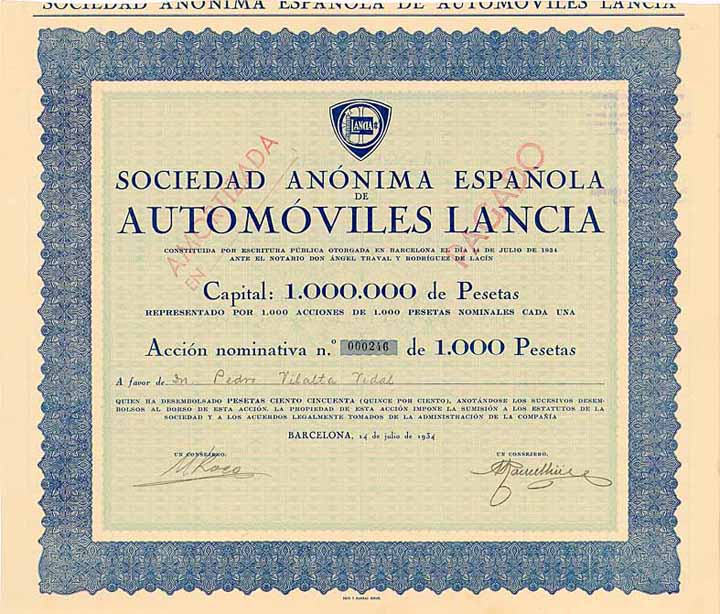 SOCIEDAD ANÓNIMA ESPAÑOLA DE AUTOMÓVILES LANCIA
LANCIA
AMORTIZADA
PAGADO
SOCIEDAD ANÓNIMA ESPAÑOLA
DE
AUTOMÓVILES LANCIA
CONSTITUIDA POR ESCRITURA PÚBLICA OTORGADA EN BARCELONA EL DÍA 14 DE JULIO DE 1934
ANTE EL NOTARIO DON ÁNGEL TRAVAL Y RODRÍGUEZ DE LACÍN
Capital: 1.000.000 de Pesetas
REPRESENTADO POR 1.000 ACCIONES DE 1.000 PESETAS NOMINALES CADA UNA
Acción nominativa n.º 000246 de 1.000 Pesetas
A favor de Dn. Pedro Vilalta Vidal
QUIEN HA DESEMBOLSADO PESETAS CIENTO CINCUENTA (QUINCE POR CIENTO), ANOTÁNDOSE LOS SUCESIVOS DESEM-
BOLSOS AL DORSO DE ESTA ACCIÓN. LA PROPIEDAD DE ESTA ACCIÓN IMPONE LA SUMISIÓN A LOS ESTATUTOS DE LA
SOCIEDAD Y A LOS ACUERDOS LEGALMENTE TOMADOS DE LA ADMINISTRACIÓN DE LA COMPAÑÍA
BARCELONA, 14 de julio de 1934
UN CONSEJERO. UN CONSEJERO.